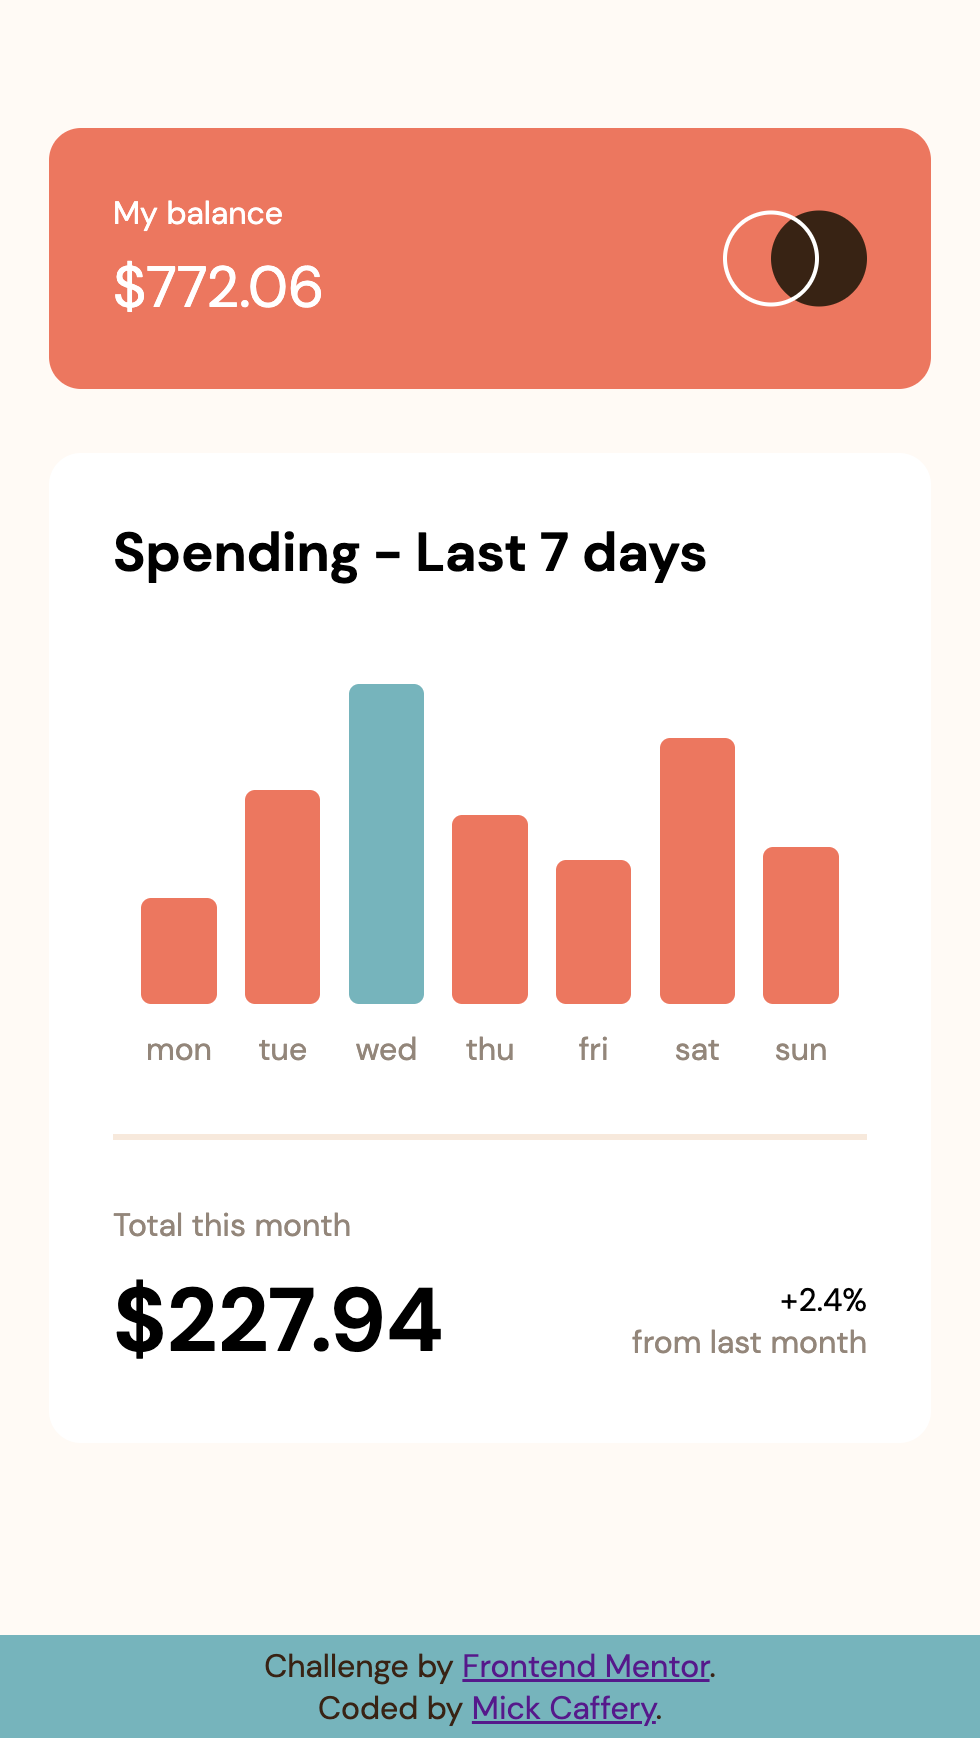 My balance
$772.06
Spending - Last 7 days
mon tue wed thu fri sat sun
Total this month
$227.94
+2.4%
from last month
Challenge by Frontend Mentor.
Coded by Mick Caffery.